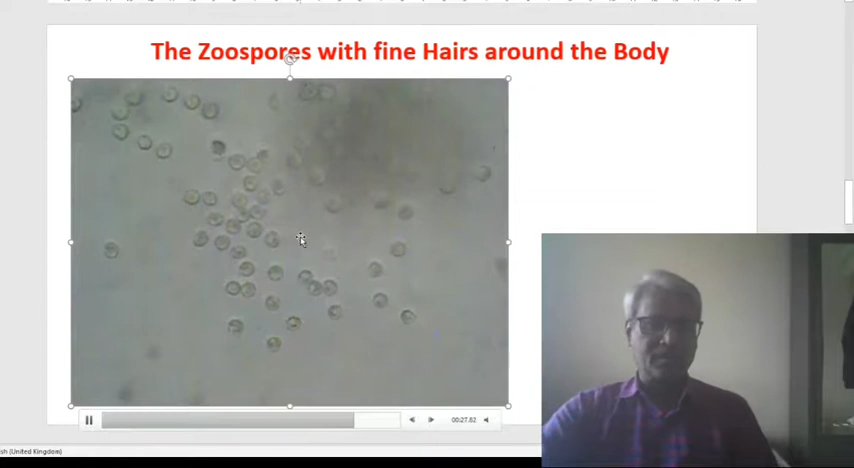 The Zoospores with fine Hairs around the Body
00:27.82
sh (United Kingdom)